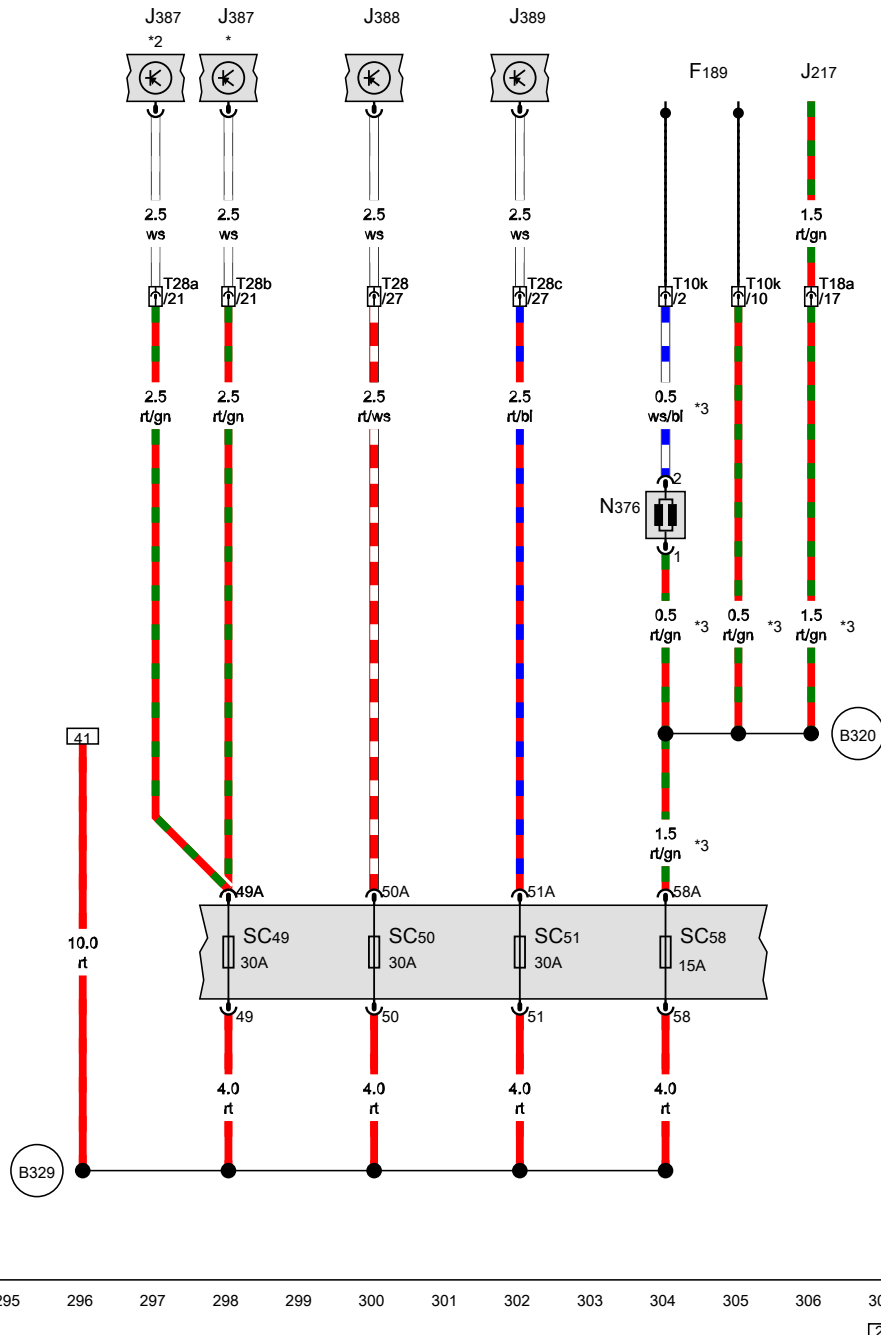 J387 J387 J388 J389
*2 *
F189 J217
2.5 2.5 2.5 2.5 1.5
ws ws ws ws rt/gn
T28a T28b T28 T28c T10k T10k T18a
/21 /21 /27 /27 /2 /10 /17
2.5 2.5 2.5 2.5 0.5
rt/gn rt/gn rt/ws rt/bl ws/bl *3
2
N376
1
0.5 0.5 1.5
rt/gn *3 rt/gn *3 rt/gn *3
41 B320
1.5
rt/gn *3
49A 50A 51A 58A
10.0 SC49 SC50 SC51 SC58
rt 30A 30A 30A 15A
49 50 51 58
4.0 4.0 4.0 4.0
rt rt rt rt
B329
296 297 298 299 300 301 302 303 304 305 306